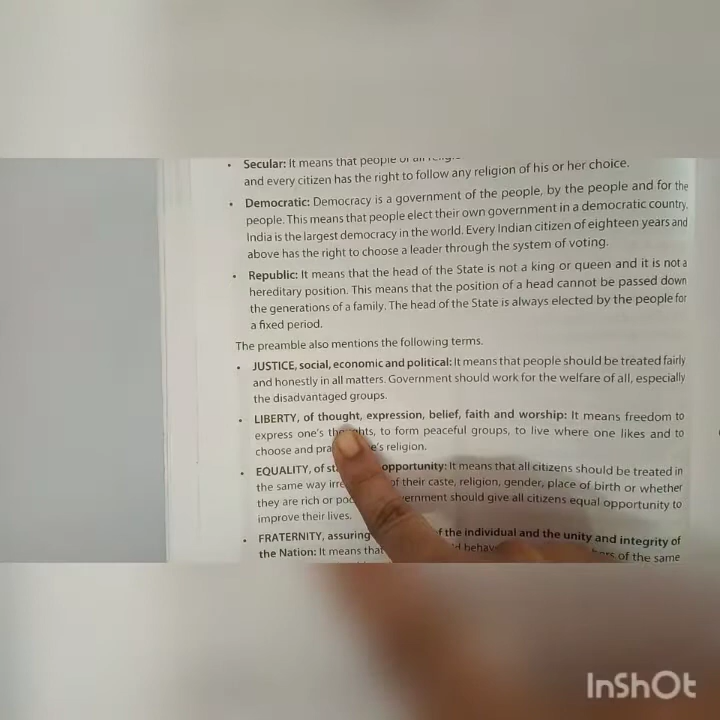 • Secular: It means that people of all
and every citizen has the right to follow any religion of his or her choice.
• Democratic: Democracy is a government of the people, by the people and for the
people. This means that people elect their own government in a democratic country.
India is the largest democracy in the world. Every Indian citizen of eighteen years and
above has the right to choose a leader through the system of voting.
• Republic: It means that the head of the State is not a king or queen and it is not a
hereditary position. This means that the position of a head cannot be passed down
the generations of a family. The head of the State is always elected by the people for
a fixed period.
The preamble also mentions the following terms.
• JUSTICE, social, economic and political: It means that people should be treated fairly
and honestly in all matters. Government should work for the welfare of all, especially
the disadvantaged groups.
• LIBERTY, of thought, expression, belief, faith and worship: It means freedom to
express one's thoughts, to form peaceful groups, to live where one likes and to
choose and religion.
• EQUALITY, of opportunity: It means that all citizens should be treated in
the same way of their caste, religion, gender, place of birth or whether
they are rich or should give all citizens equal opportunity to
improve their lives.
• FRATERNITY, assuring of the individual and the unity and integrity of
the Nation: It means that of the same
InShOt